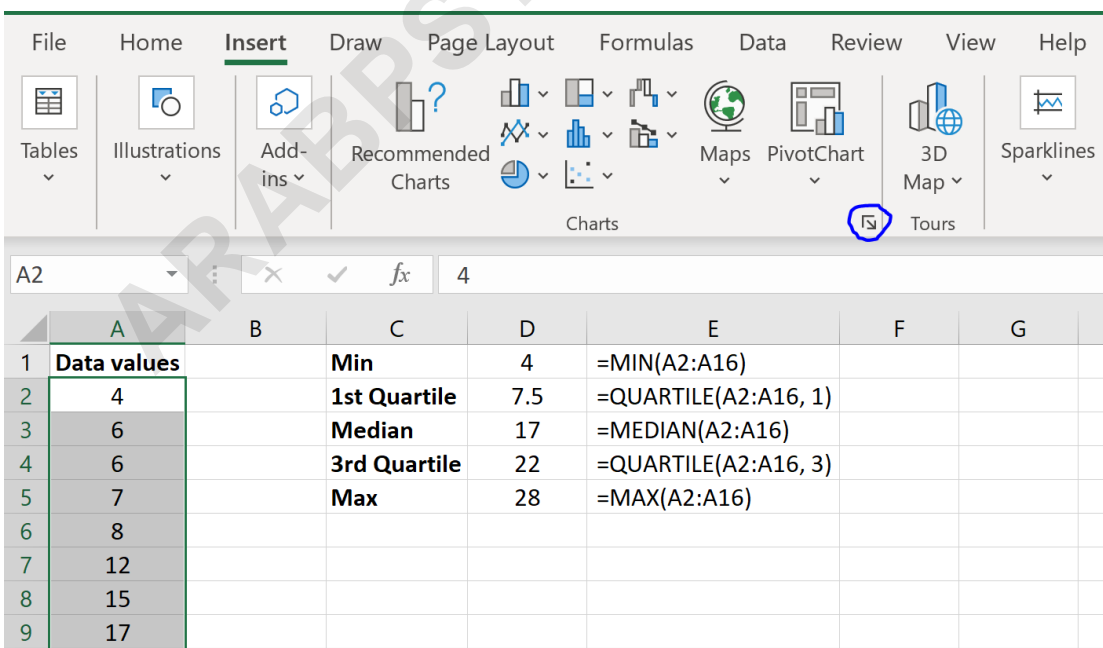 File Home Insert Draw Page Layout Formulas Data Review View Help
Tables Illustrations Add-ins Recommended Charts Maps PivotChart 3D Map Sparklines
Charts Tours
A2 fx 4
A B C D E F G
1 Data values Min 4 =MIN(A2:A16)
2 4 1st Quartile 7.5 =QUARTILE(A2:A16, 1)
3 6 Median 17 =MEDIAN(A2:A16)
4 6 3rd Quartile 22 =QUARTILE(A2:A16, 3)
5 7 Max 28 =MAX(A2:A16)
6 8
7 12
8 15
9 17
ARABPS